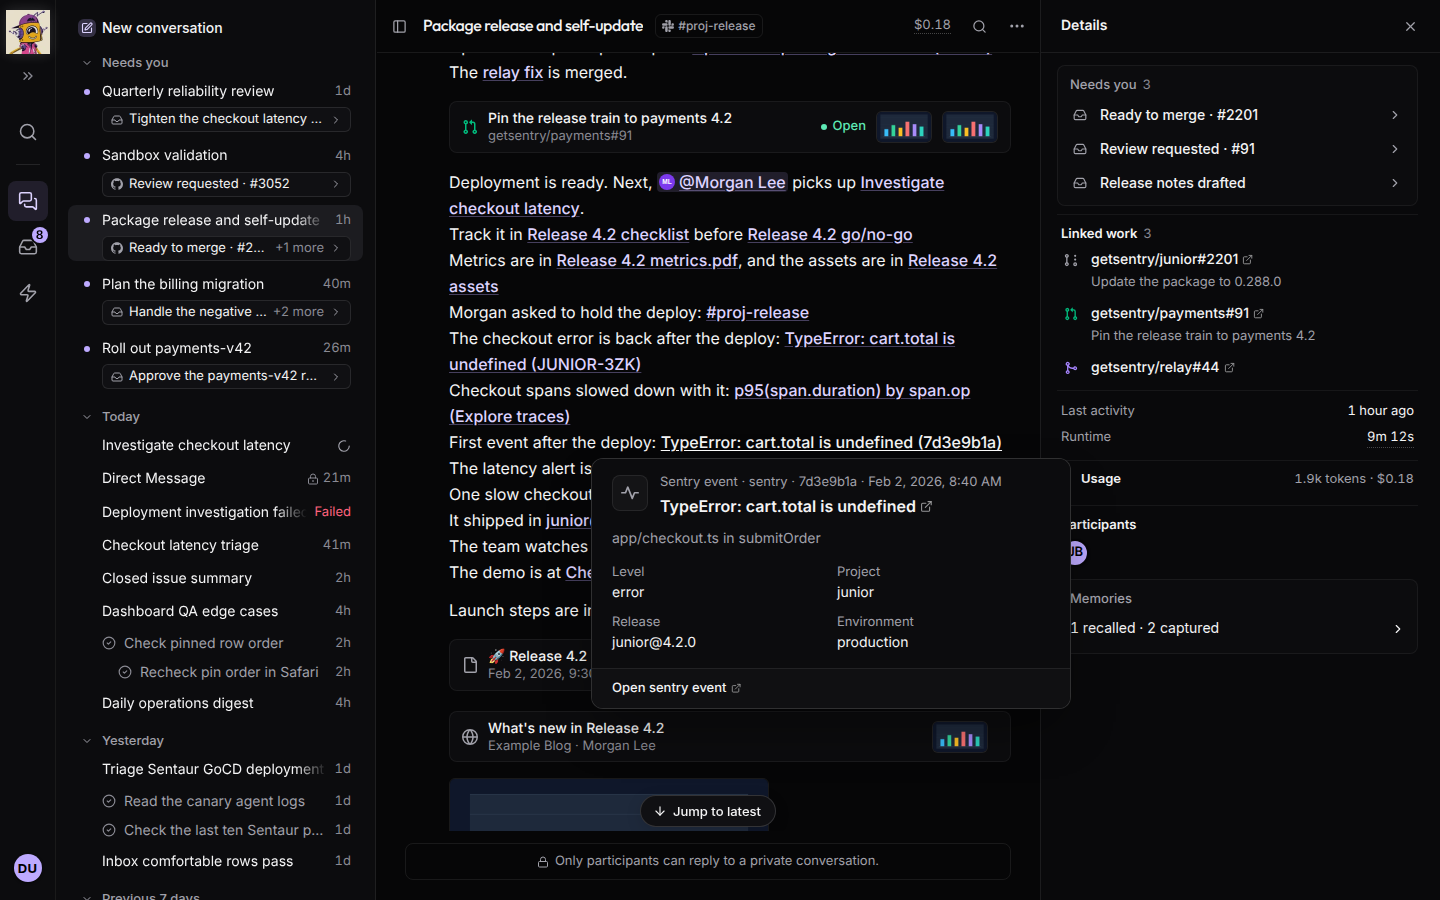 New conversation
Needs you
Quarterly reliability review 1d
Tighten the checkout latency ...
Sandbox validation 4h
Review requested · #3052
Package release and self-update 1h
Ready to merge · #2... +1 more
Plan the billing migration 40m
Handle the negative ... +2 more
Roll out payments-v42 26m
Approve the payments-v42 r...
Today
Investigate checkout latency
Direct Message 21m
Deployment investigation failed Failed
Checkout latency triage 41m
Closed issue summary 2h
Dashboard QA edge cases 4h
Check pinned row order 2h
Recheck pin order in Safari 2h
Daily operations digest 4h
Yesterday
Triage Sentaur GoCD deployment 1d
Read the canary agent logs 1d
Check the last ten Sentaur p... 1d
Inbox comfortable rows pass 1d
Previous 7 days
8
DU
Package release and self-update #proj-release $0.18
The relay fix is merged.
Pin the release train to payments 4.2
getsentry/payments#91
Open
Deployment is ready. Next, ML @Morgan Lee picks up Investigate
checkout latency.
Track it in Release 4.2 checklist before Release 4.2 go/no-go
Metrics are in Release 4.2 metrics.pdf, and the assets are in Release 4.2
assets
Morgan asked to hold the deploy: #proj-release
The checkout error is back after the deploy: TypeError: cart.total is
undefined (JUNIOR-3ZK)
Checkout spans slowed down with it: p95(span.duration) by span.op
(Explore traces)
First event after the deploy: TypeError: cart.total is undefined (7d3e9b1a)
The latency alert is
One slow checkout
It shipped in junior
The team watches
The demo is at Che
Launch steps are in
🚀 Release 4.2
Feb 2, 2026, 9:30
Sentry event · sentry · 7d3e9b1a · Feb 2, 2026, 8:40 AM
TypeError: cart.total is undefined
app/checkout.ts in submitOrder
Level Project
error junior
Release Environment
junior@4.2.0 production
Open sentry event
What's new in Release 4.2
Example Blog · Morgan Lee
Jump to latest
Only participants can reply to a private conversation.
Details
Needs you 3
Ready to merge · #2201
Review requested · #91
Release notes drafted
Linked work 3
getsentry/junior#2201
Update the package to 0.288.0
getsentry/payments#91
Pin the release train to payments 4.2
getsentry/relay#44
Last activity 1 hour ago
Runtime 9m 12s
Usage 1.9k tokens · $0.18
articipants
JB
Memories
1 recalled · 2 captured